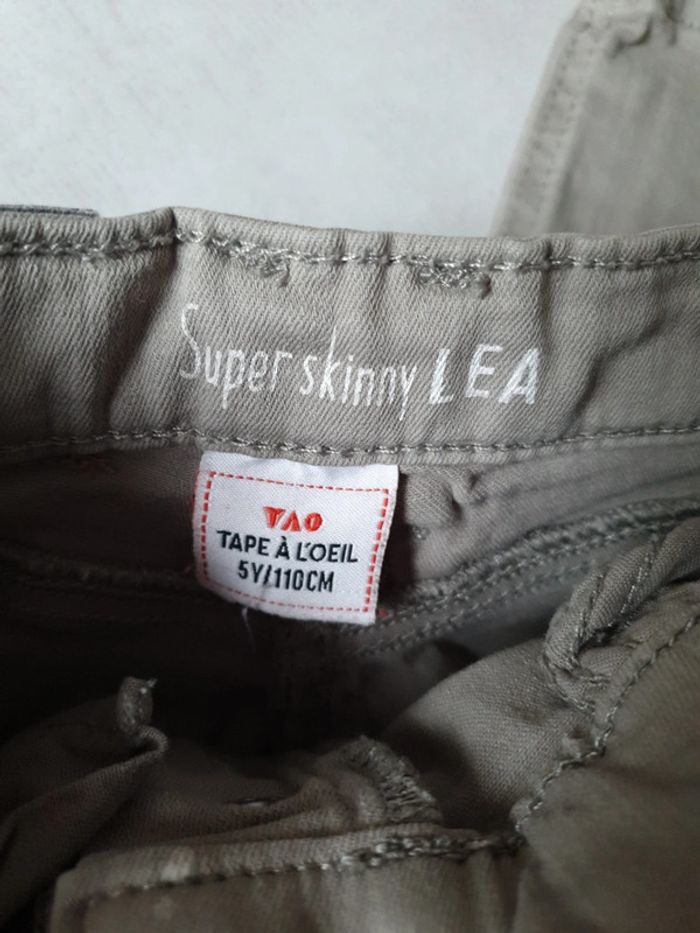 Super skinny LEA
TAO
TAPE À L'OEIL
5Y/110CM